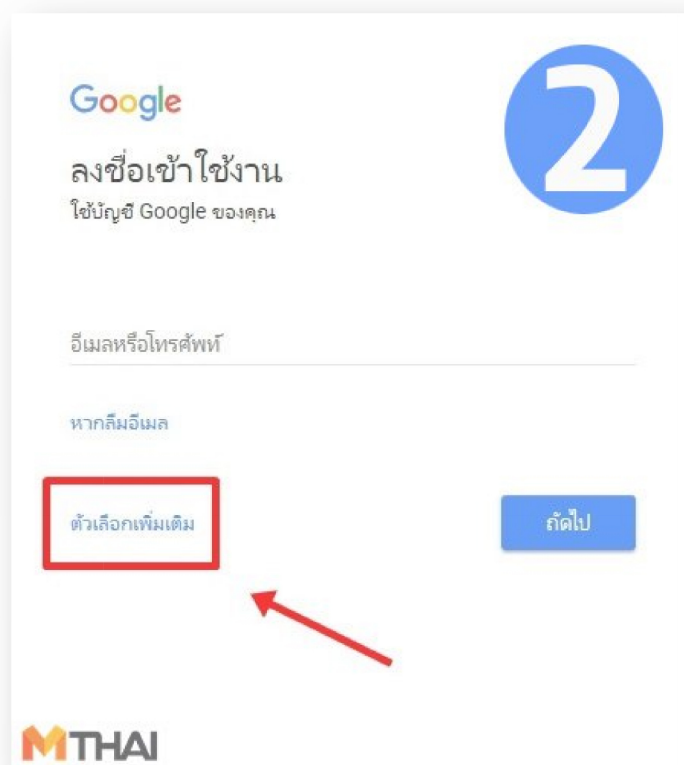 Google
2
ลงชื่อเข้าใช้งาน
ใช้บัญชี Google ของคุณ
อีเมลหรือโทรศัพท์
หากลืมอีเมล
ตัวเลือกเพิ่มเติม
ถัดไป
MTHAI